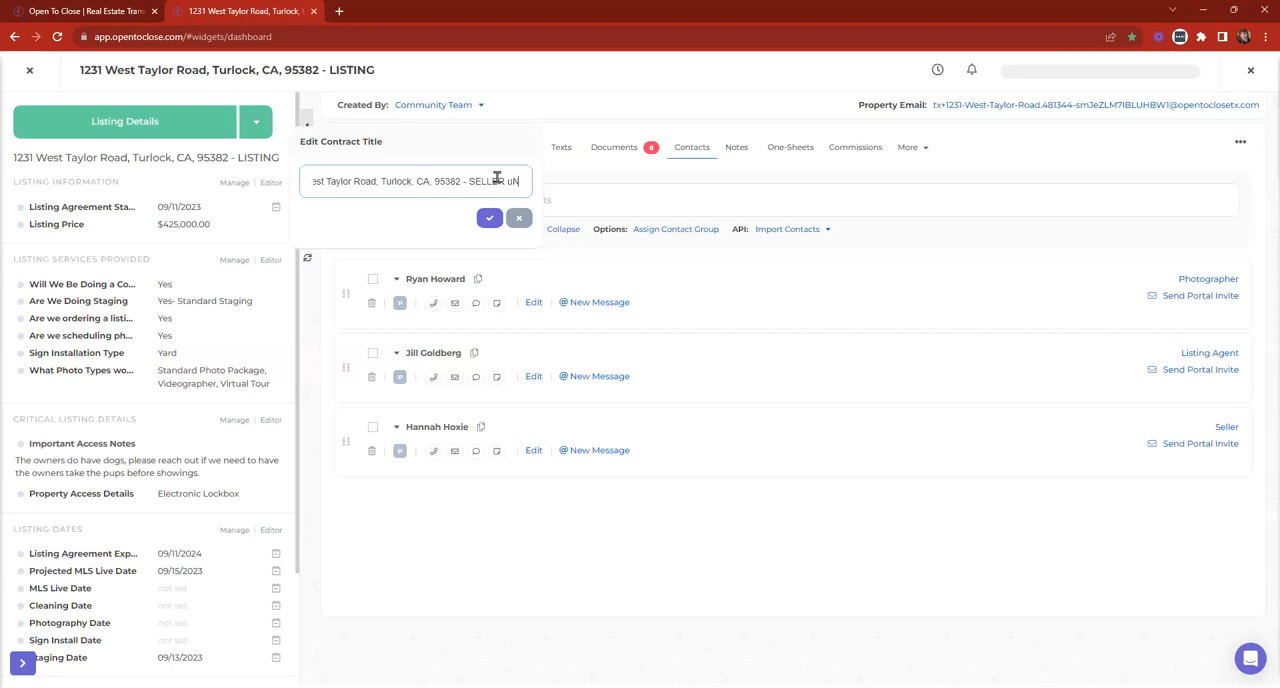 Open To Close | Real Estate Trans
1231 West Taylor Road, Turlock,
app.opentoclose.com/#widgets/dashboard
1231 West Taylor Road, Turlock, CA, 95382 - LISTING
Listing Details
1231 West Taylor Road, Turlock, CA, 95382 - LISTING
LISTING INFORMATION
Manage | Editor
Listing Agreement Sta... 09/11/2023
Listing Price $425,000.00
LISTING SERVICES PROVIDED
Manage | Editor
Will We Be Doing a Co... Yes
Are We Doing Staging Yes- Standard Staging
Are we ordering a listi... Yes
Are we scheduling ph... Yes
Sign Installation Type Yard
What Photo Types wo... Standard Photo Package,
Videographer, Virtual Tour
CRITICAL LISTING DETAILS
Manage | Editor
Important Access Notes
The owners do have dogs, please reach out if we need to have
the owners take the pups before showings.
Property Access Details Electronic Lockbox
LISTING DATES
Manage | Editor
Listing Agreement Exp... 09/11/2024
Projected MLS Live Date 09/15/2023
MLS Live Date not set
Cleaning Date not set
Photography Date not set
Sign Install Date not set
taging Date 09/13/2023
Created By: Community Team
Property Email: tx+1231-West-Taylor-Road.481344-smJeZLM7IBLUHBW1@opentoclosetx.com
Edit Contract Title
est Taylor Road, Turlock, CA, 95382 - SELLER uN
Texts Documents 8 Contacts Notes One-Sheets Commissions More
ts
Collapse Options: Assign Contact Group API: Import Contacts
Ryan Howard
Photographer
P Edit @New Message
Send Portal Invite
Jill Goldberg
Listing Agent
P Edit @New Message
Send Portal Invite
Hannah Hoxie
Seller
P Edit @New Message
Send Portal Invite